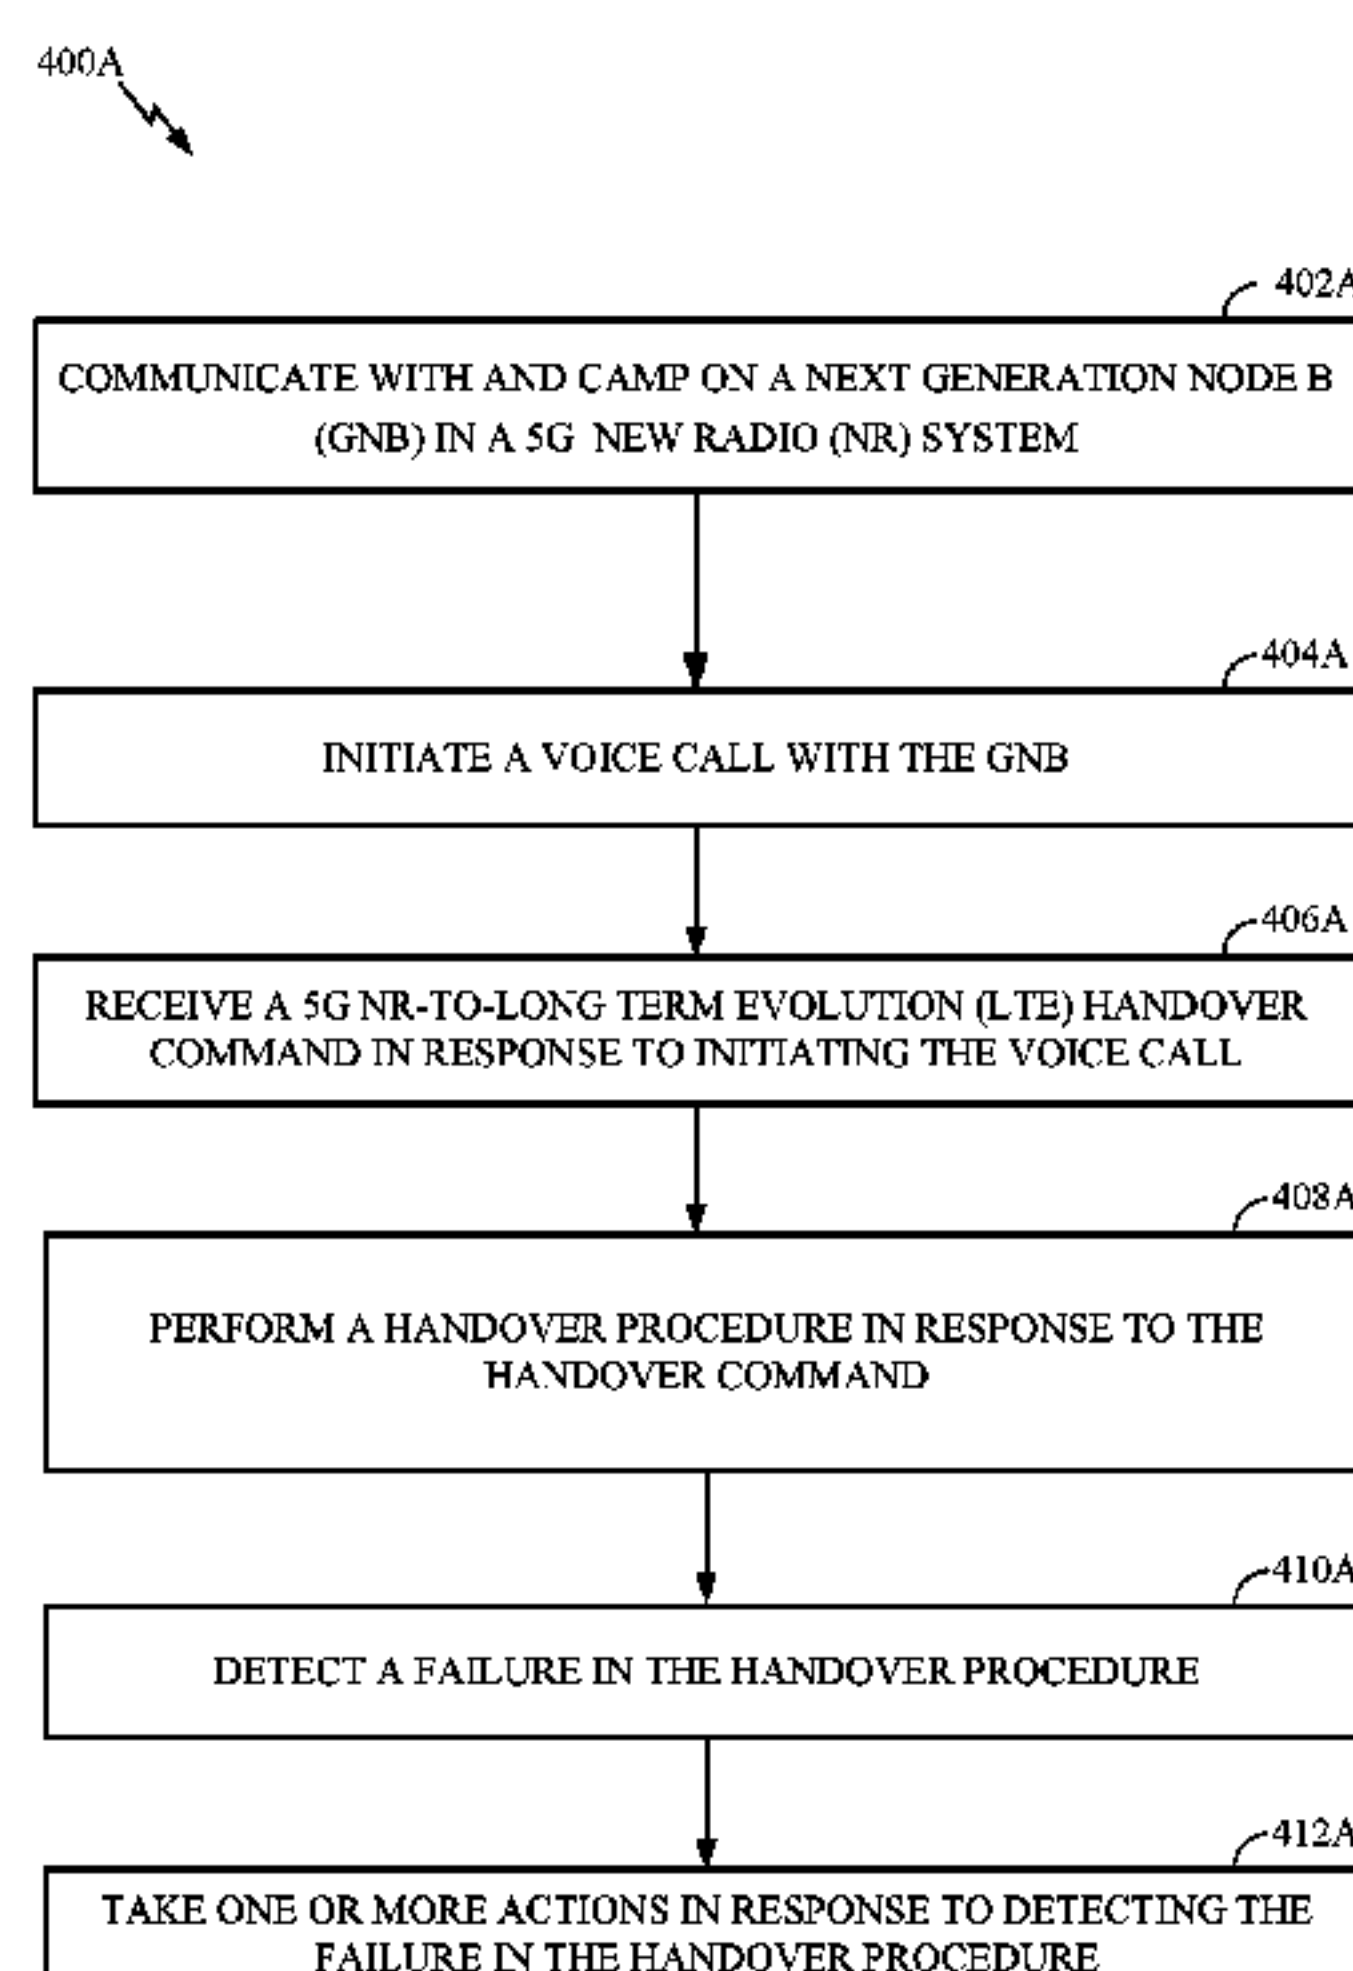 400A
402A
COMMUNICATE WITH AND CAMP ON A NEXT GENERATION NODE B
(GNB) IN A 5G NEW RADIO (NR) SYSTEM
404A
INITIATE A VOICE CALL WITH THE GNB
406A
RECEIVE A 5G NR-TO-LONG TERM EVOLUTION (LTE) HANDOVER
COMMAND IN RESPONSE TO INITIATING THE VOICE CALL
408A
PERFORM A HANDOVER PROCEDURE IN RESPONSE TO THE
HANDOVER COMMAND
410A
DETECT A FAILURE IN THE HANDOVER PROCEDURE
412A
TAKE ONE OR MORE ACTIONS IN RESPONSE TO DETECTING THE
FAILURE IN THE HANDOVER PROCEDURE